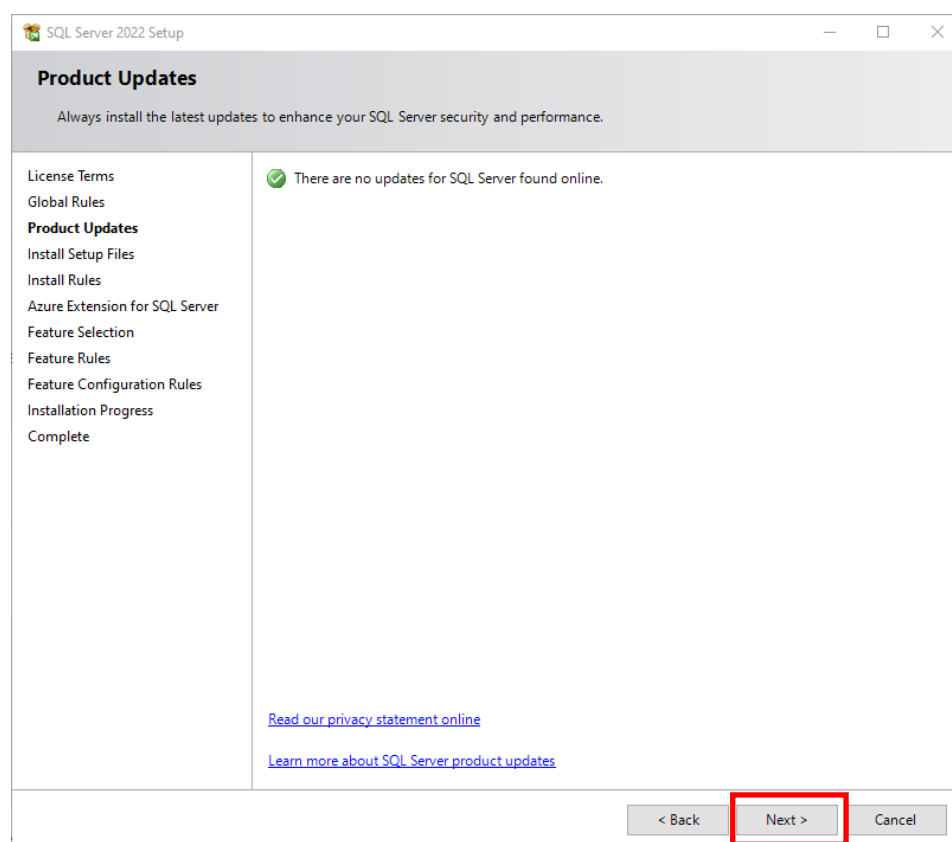 SQL Server 2022 Setup
Product Updates
Always install the latest updates to enhance your SQL Server security and performance.
License Terms
Global Rules
Product Updates
Install Setup Files
Install Rules
Azure Extension for SQL Server
Feature Selection
Feature Rules
Feature Configuration Rules
Installation Progress
Complete
There are no updates for SQL Server found online.
Read our privacy statement online
Learn more about SQL Server product updates
< Back
Next >
Cancel